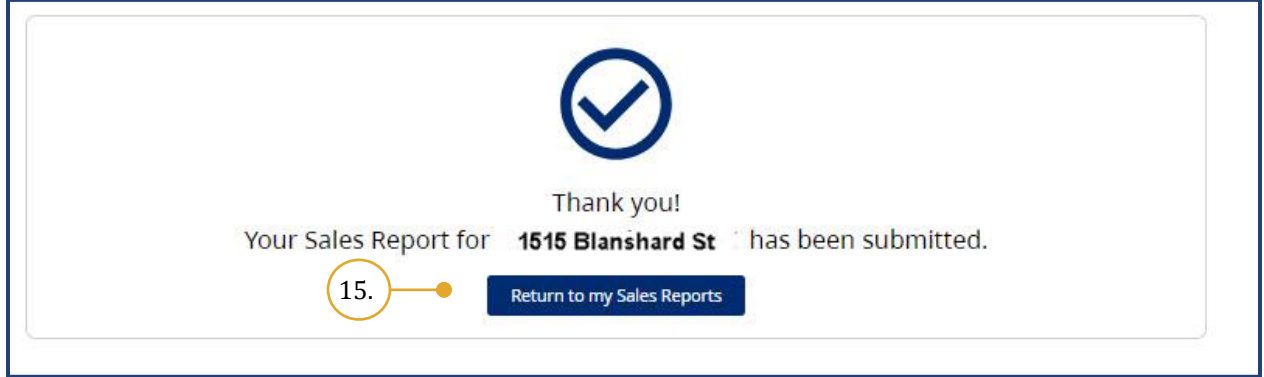 Thank you!
Your Sales Report for 1515 Blanshard St has been submitted.
15.
Return to my Sales Reports